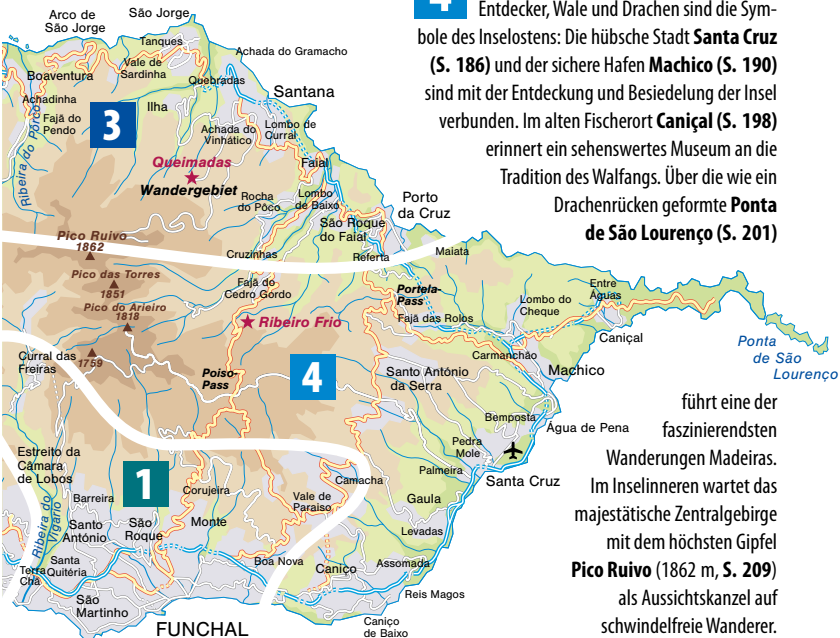 4
Entdecker, Wale und Drachen sind die Sym-
bole des Inselostens: Die hübsche Stadt Santa Cruz
(S. 186) und der sichere Hafen Machico (S. 190)
sind mit der Entdeckung und Besiedelung der Insel
verbunden. Im alten Fischerort Caniçal (S. 198)
erinnert ein sehenswertes Museum an die
Tradition des Walfangs. Über die wie ein
Drachenrücken geformte Ponta
de São Lourenço (S. 201)
führt eine der
faszinierendsten
Wanderungen Madeiras.
Im Inselinneren wartet das
majestätische Zentralgebirge
mit dem höchsten Gipfel
Pico Ruivo (1862 m, S. 209)
als Aussichtskanzel auf
schwindelfreie Wanderer.
Arco de
São Jorge
São Jorge
Tanques
Achada do Gramacho
Vale de
Sardinha
Boaventura
Quebradas
Santana
Achadinha
Ilha
Fajã do
Pendo
3
Achada do
Vinhático
Lombo de
Curral
Ribeira do Porco
Queimadas
Wandergebiet
Faial
Rocha
do Pôco
Lombo
de Baixo
Porto
da Cruz
São Roque
do Faial
Pico Ruivo
1862
Cruzinhas
Referta
Maiata
Pico das Torres
1851
Fajã do
Cedro Gordo
Portela-
Pass
Entre
Águas
Lombo do
Cheque
Pico do Arieiro
1818
Ribeiro Frio
Fajã das Rolos
Caniçal
Ponta
de São
Lourenço
Curral das
Freiras
1759
Carmanchão
Poiso-
Pass
4
Santo António
da Serra
Machico
Bemposta
Água de Pena
Pedra
Mole
Estreito da
Câmara
de Lobos
Palmeira
Santa Cruz
1
Camacha
Barreira
Corujeira
Vale de
Paraiso
Gaula
Ribeira do
Vigário
Santo
António
São
Roque
Monte
Levadas
Santa
Quitéria
Terra
Chã
Boa Nova
Caniço
Assomada
Reis Magos
São
Martinho
FUNCHAL
Caniço
de Baixo